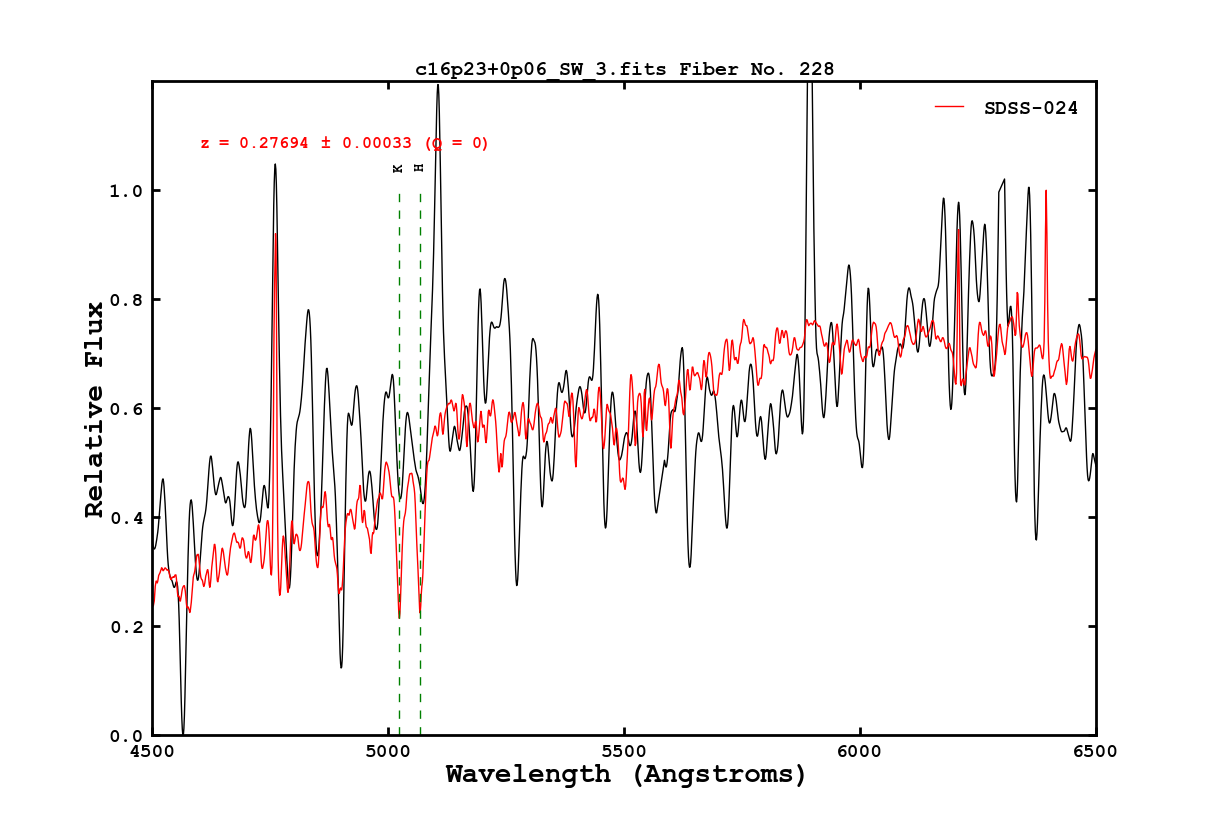 c16p23+0p06_SW_3.fits Fiber No. 228
SDSS-024
z = 0.27694 ± 0.00033 (Q = 0)
K H
1.0
0.8
0.6
0.4
0.2
0.0
Relative Flux
4500 5000 5500 6000 6500
Wavelength (Angstroms)